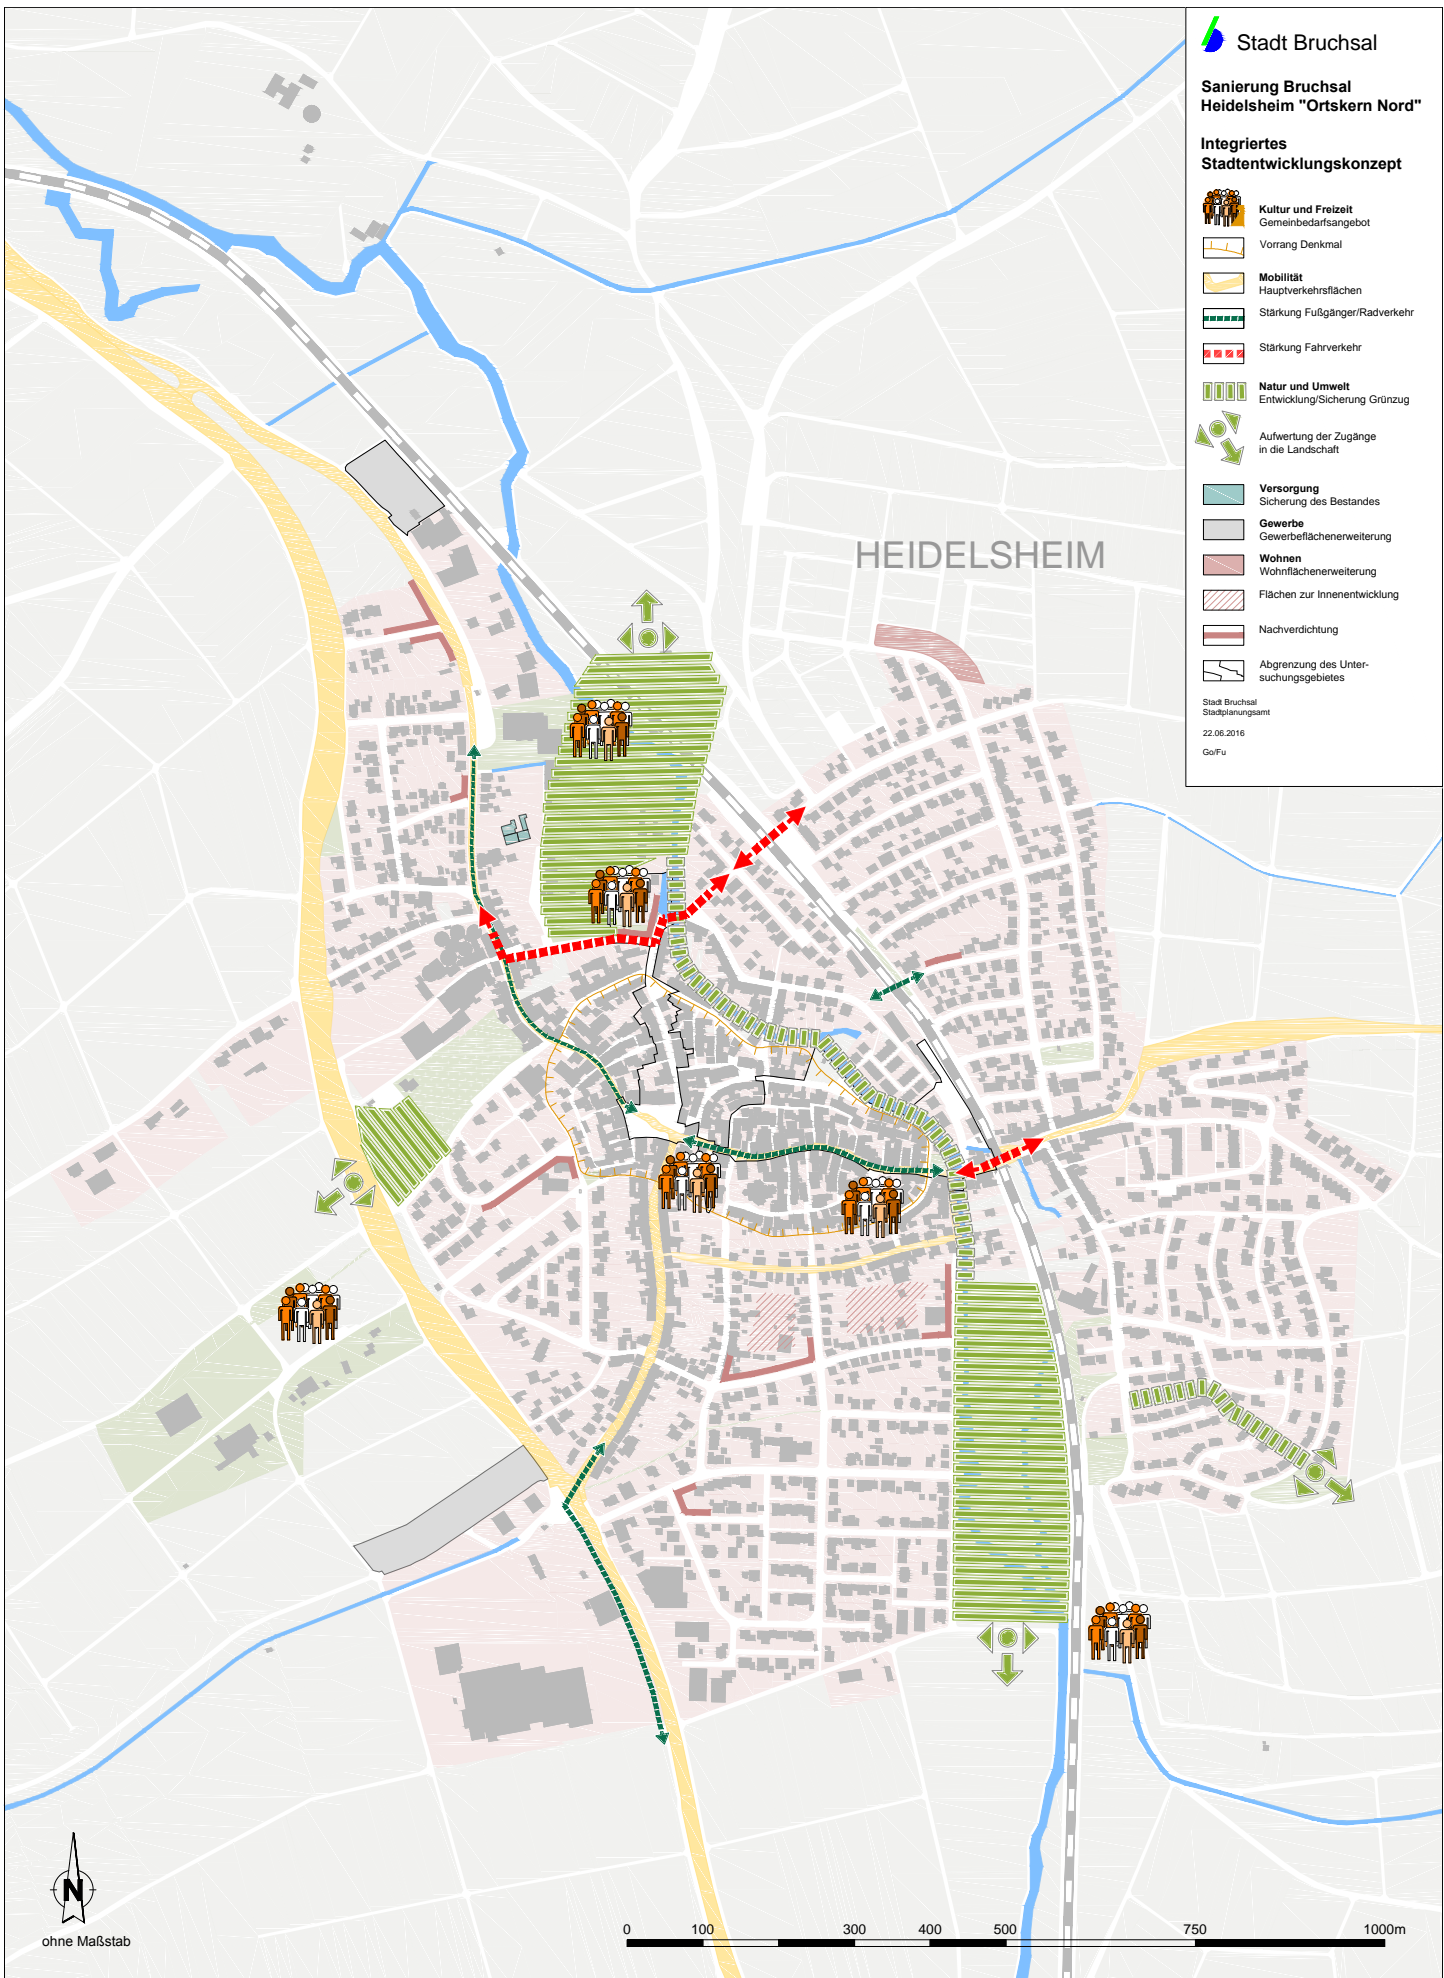 Stadt Bruchsal
Sanierung Bruchsal
Heidelsheim "Ortskern Nord"
Integriertes
Stadtentwicklungskonzept
Kultur und Freizeit
Gemeinbedarfsangebot
Vorrang Denkmal
Mobilität
Hauptverkehrsflächen
Stärkung Fußgänger/Radverkehr
Stärkung Fahrverkehr
Natur und Umwelt
Entwicklung/Sicherung Grünzug
Aufwertung der Zugänge
in die Landschaft
Versorgung
Sicherung des Bestandes
Gewerbe
Gewerbeflächenerweiterung
Wohnen
Wohnflächenerweiterung
Flächen zur Innenentwicklung
Nachverdichtung
Abgrenzung des Unter-
suchungsgebietes
Stadt Bruchsal
Stadtplanungsamt
22.06.2016
Go/Fu
HEIDELSHEIM
N
ohne Maßstab
0 100 300 400 500 750 1000m